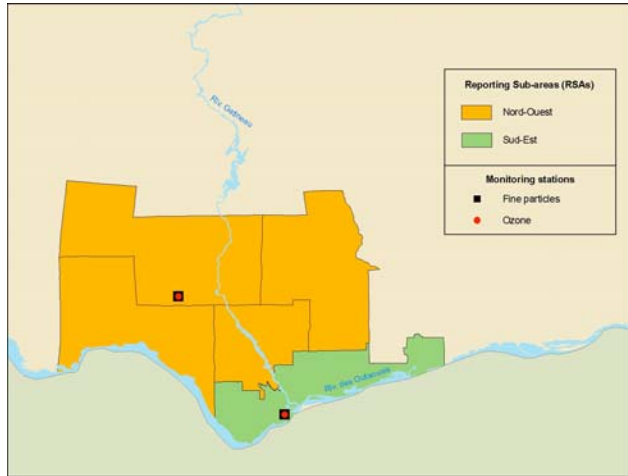 Riv. Gatineau
Reporting Sub-areas (RSAs)
Nord-Ouest
Sud-Est
Monitoring stations
Fine particles
Ozone
Riv. des Outaouais